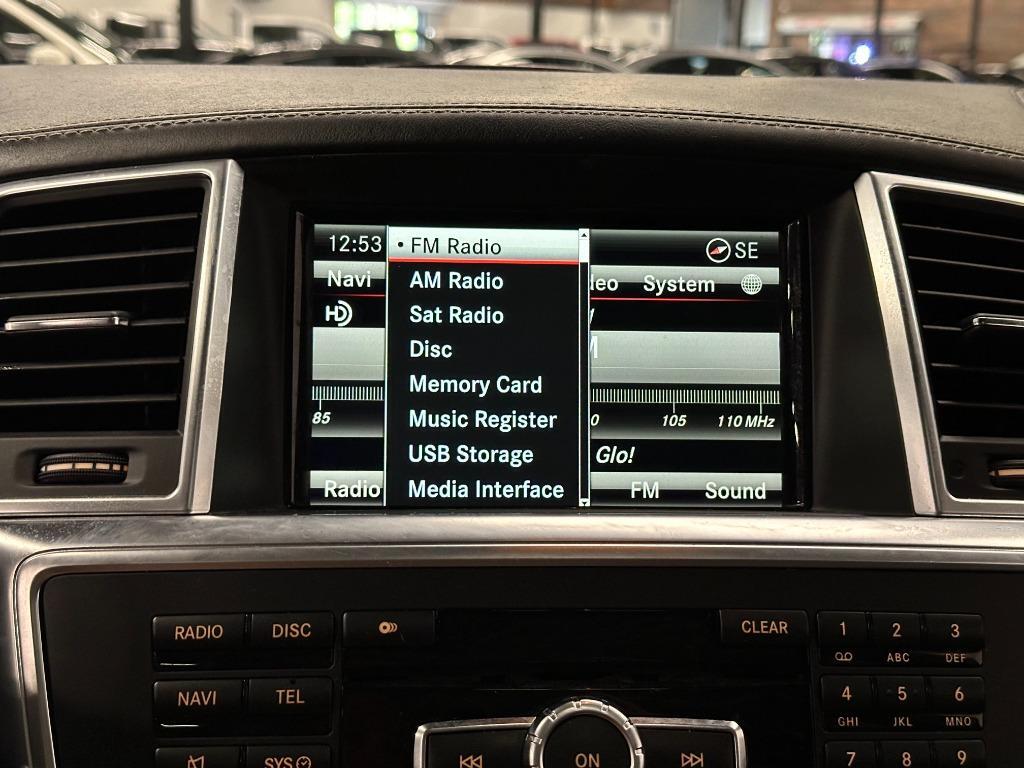 12:53
• FM Radio
SE
Navi
AM Radio
System
HD
Sat Radio
Disc
Memory Card
85
Music Register
105
110 MHz
USB Storage
Glo!
Radio
Media Interface
FM
Sound
RADIO
DISC
CLEAR
1
2
3
ABC
DEF
NAVI
TEL
4
5
6
GHI
JKL
MNO
SYS
ON
7
8
9